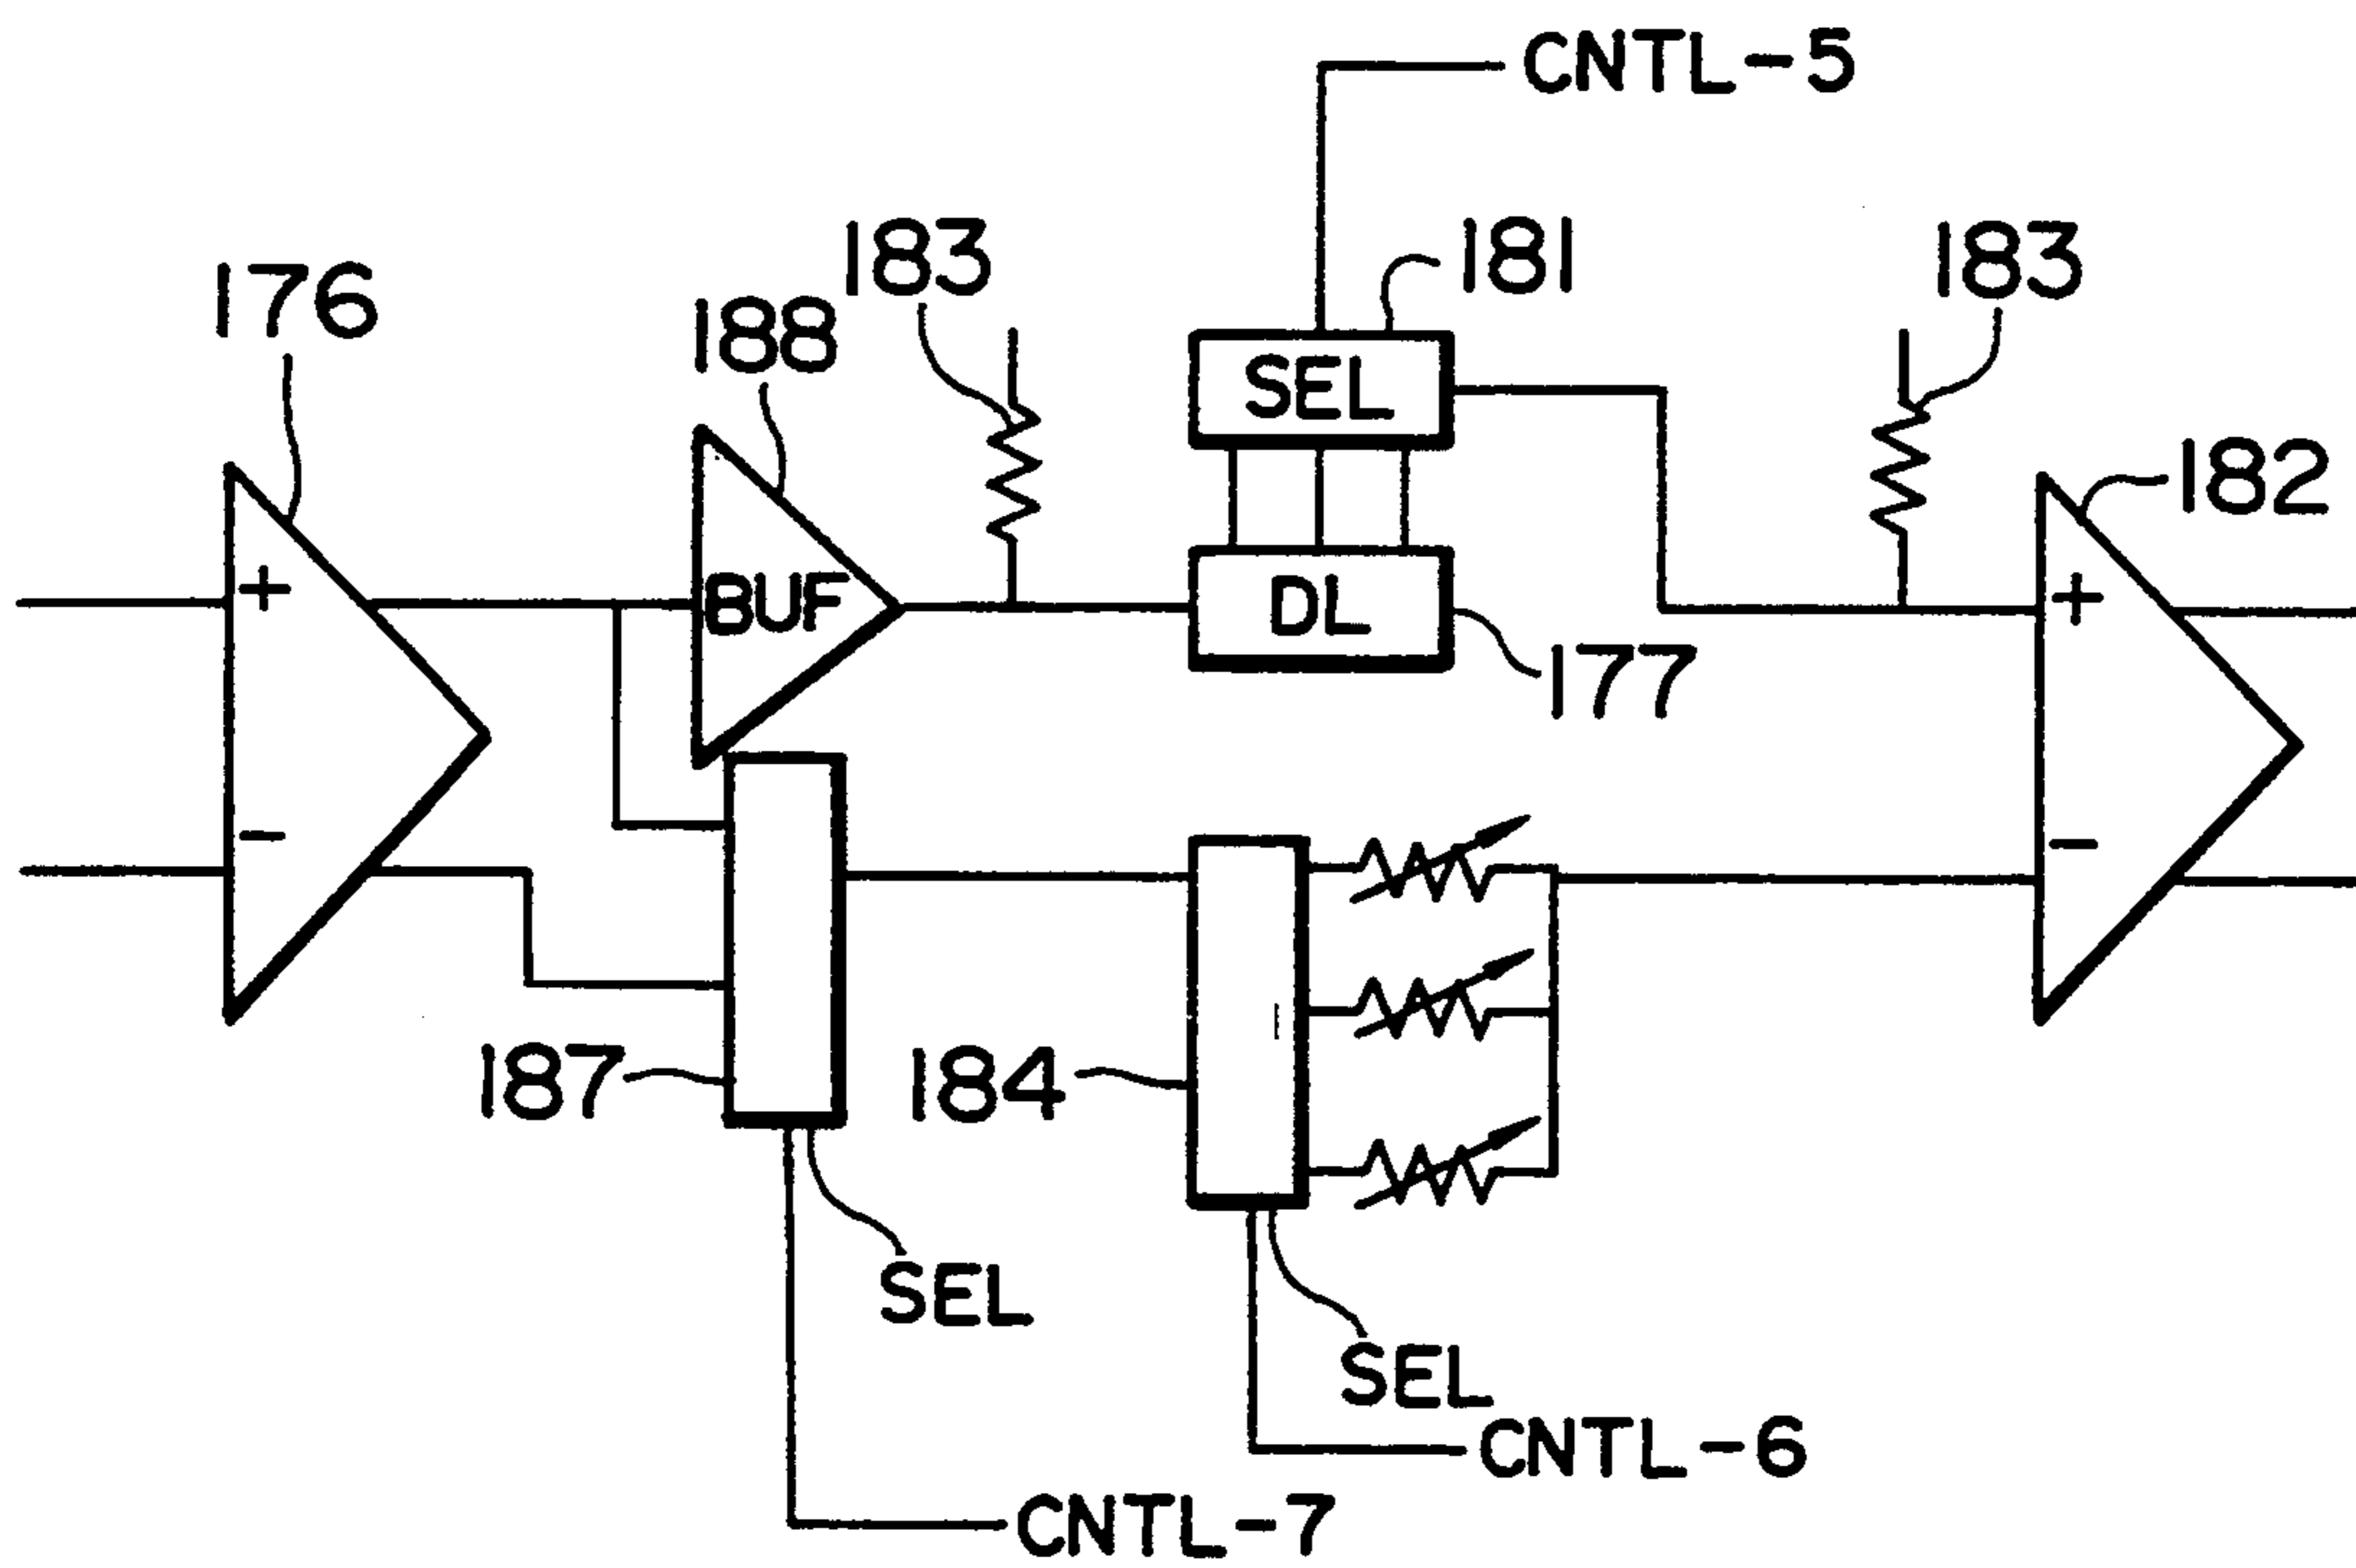 CNTL-5
183
181
183
176
188
182
SEL
+
BUF
DL
+
177
-
-
187
184
SEL
SEL
CNTL-6
CNTL-7